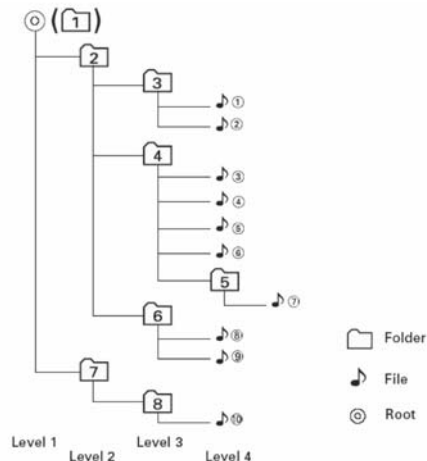 (1)
2
3
①
②
4
③
④
⑤
⑥
5
⑦
6
⑧
⑨
7
8
⑩
Folder
File
Root
Level 1
Level 2
Level 3
Level 4